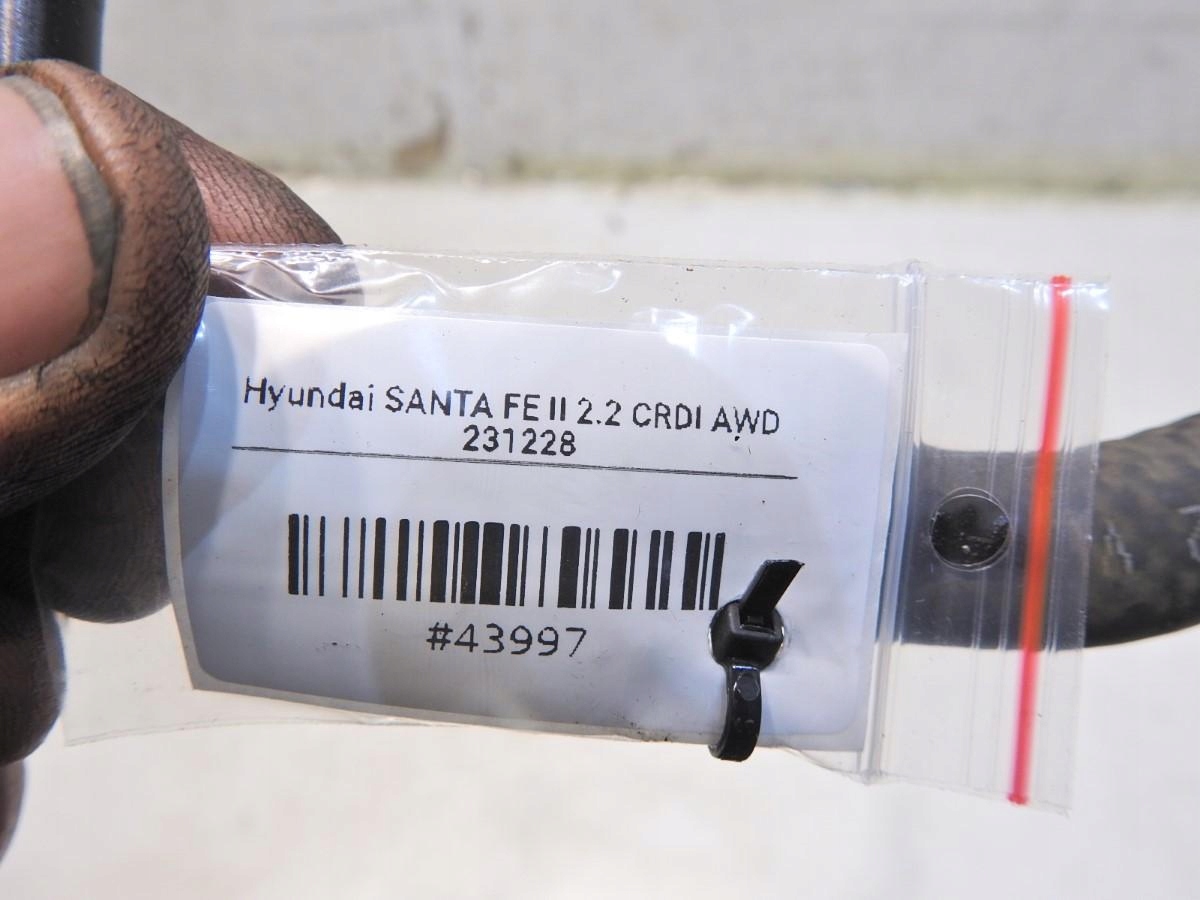 Hyundai SANTA FE II 2.2 CRDI AWD
231228
#43997